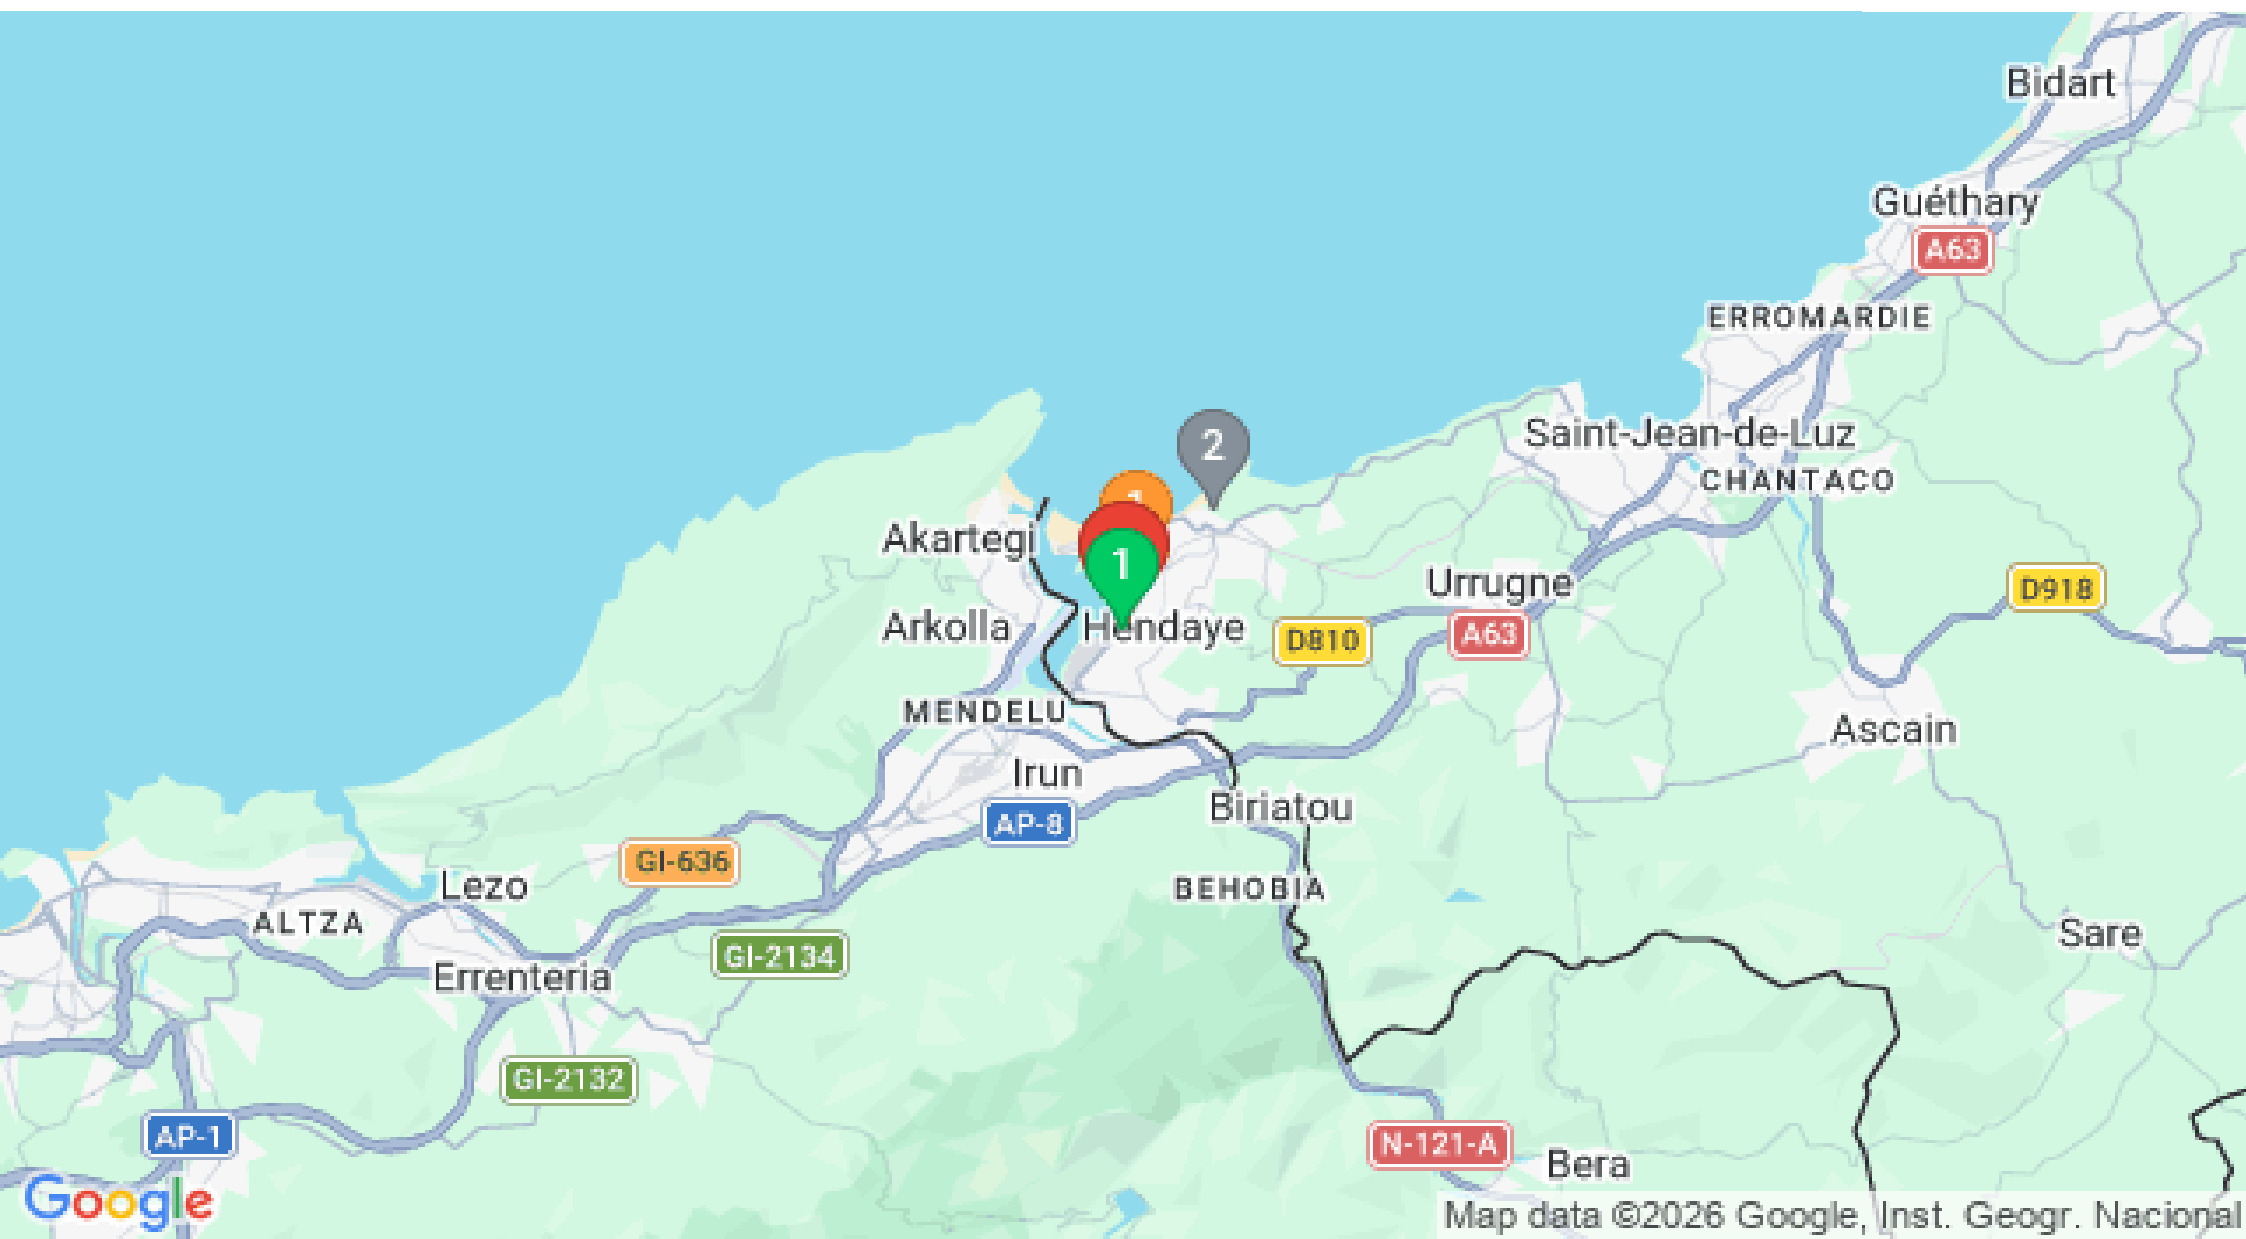 Bidart
Guéthary
A63
ERROMARDIE
Saint-Jean-de-Luz
CHANTACO
2
1
1
Akartegi
Urrugne
D918
Arkolla
Hendaye
D810
A63
MENDELU
Ascain
Irun
Biriatou
AP-8
GI-636
Lezo
BEHOBIA
ALTZA
Sare
GI-2134
Errenteria
GI-2132
AP-1
N-121-A
Bera
Google
Map data ©2026 Google, Inst. Geogr. Nacional